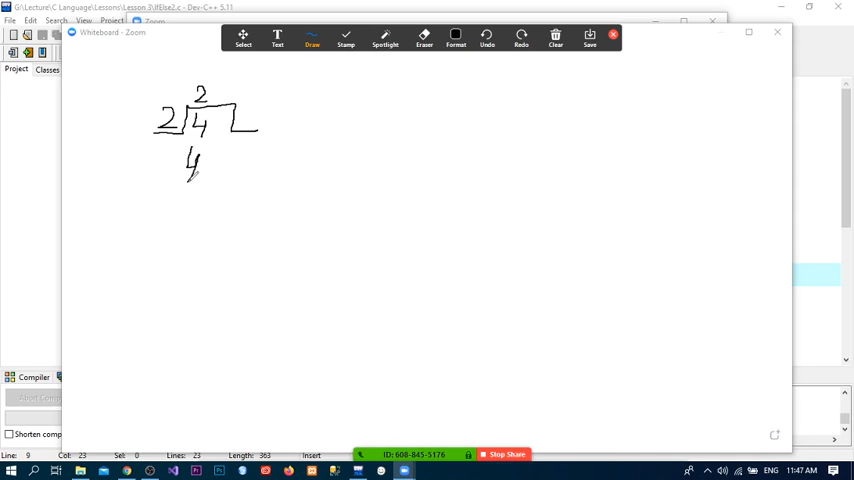 G:\Lecture\C Language\Lessons\Lesson 3\IfElse2.c - Dev-C++ 5.11
File Edit Search View Project
Zoom
Whiteboard - Zoom
Select Text Draw Stamp Spotlight Eraser Format Undo Redo Clear Save
Project Classes
2
2 4
4
Compiler
Abort Comp
Shorten comp
Line: 9 Col: 23 Sel: 0 Lines: 23 Length: 363 Insert
ID: 608-845-5176 Stop Share
ENG 11:47 AM